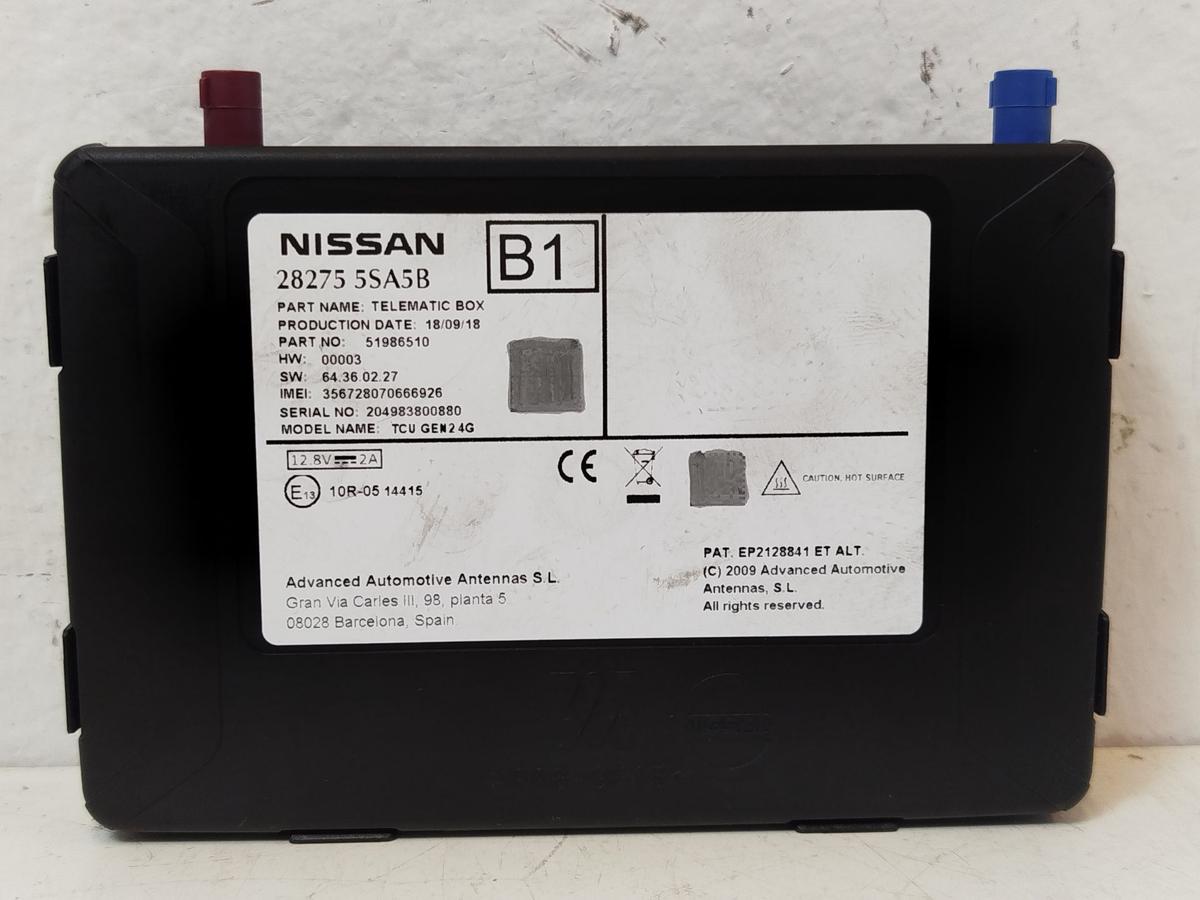 NISSAN
B1
28275 5SA5B
PART NAME: TELEMATIC BOX
PRODUCTION DATE: 18/09/18
PART NO: 51986510
HW: 00003
SW: 64.36.02.27
IMEI: 356728070666926
SERIAL NO: 204983800880
MODEL NAME: TCU GEN2 4G
12.8V 2A
E13 10R-05 14415
CE
CAUTION, HOT SURFACE
PAT. EP2128841 ET ALT.
(C) 2009 Advanced Automotive
Antennas, S.L.
All rights reserved.
Advanced Automotive Antennas S.L.
Gran Via Carles III, 98, planta 5
08028 Barcelona, Spain